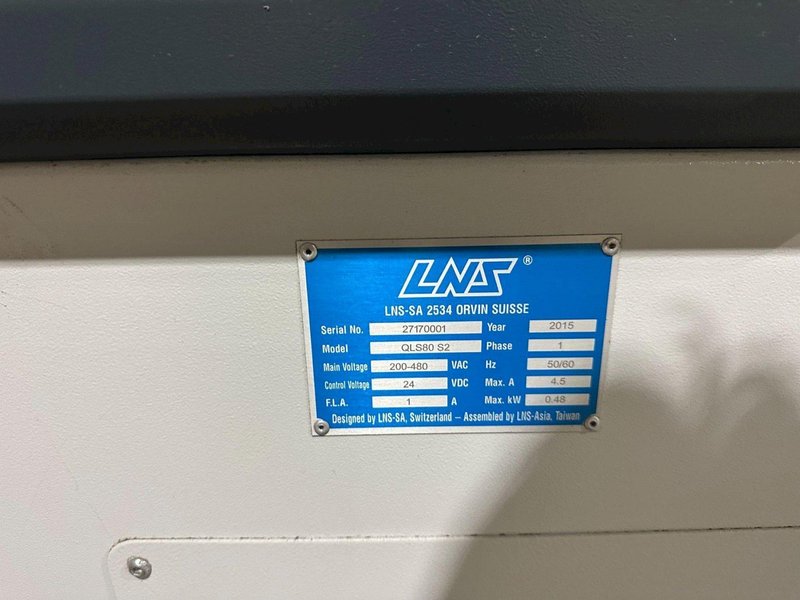 LNS®
LNS-SA 2534 ORVIN SUISSE
Serial No. 27170001 Year 2015
Model QLS80 S2 Phase 1
Main Voltage 200-480 VAC Hz 50/60
Control Voltage 24 VDC Max. A 4.5
F.L.A. 1 A Max. kW 0.48
Designed by LNS-SA, Switzerland – Assembled by LNS-Asia, Taiwan